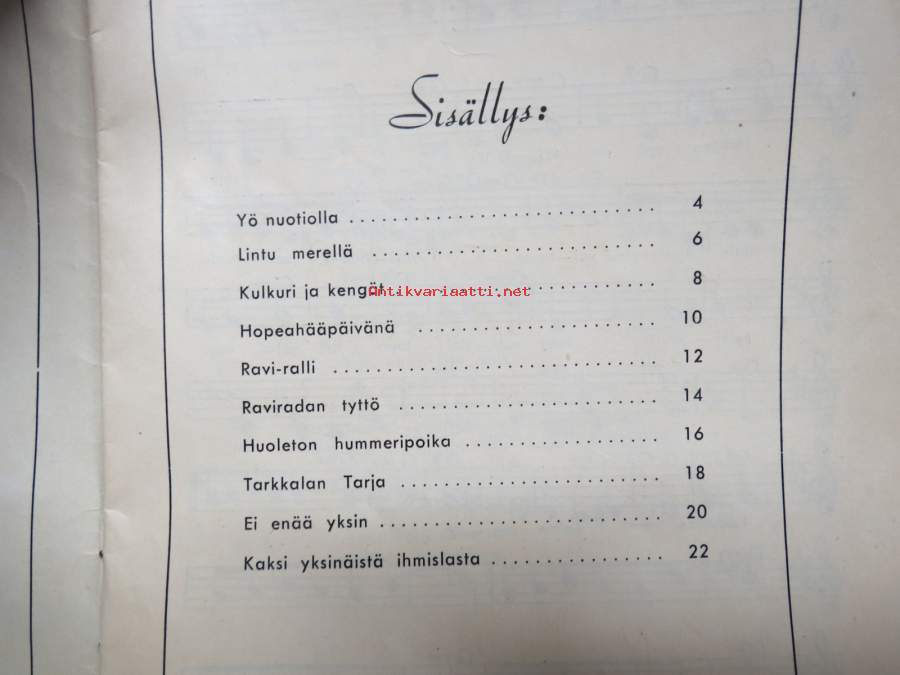 Sisällys:
Yö nuotiolla . . . . . . . . . . . . . . . . . . . . . . . . . . . . . 4
Lintu merellä . . . . . . . . . . . . . . . . . . . . . . . . . . . 6
Kulkuri ja kengät . . . . . . . . . . . . . . . . . . . . . . . . 8
antikvariaatti.net
Hopeahääpäivänä . . . . . . . . . . . . . . . . . . . . . . 10
Ravi-ralli . . . . . . . . . . . . . . . . . . . . . . . . . . . . . . 12
Raviradan tyttö . . . . . . . . . . . . . . . . . . . . . . . . 14
Huoleton hummeripoika . . . . . . . . . . . . . . . . . . 16
Tarkkalan Tarja . . . . . . . . . . . . . . . . . . . . . . . . 18
Ei enää yksin . . . . . . . . . . . . . . . . . . . . . . . . . . 20
Kaksi yksinäistä ihmislasta . . . . . . . . . . . . . . . . 22